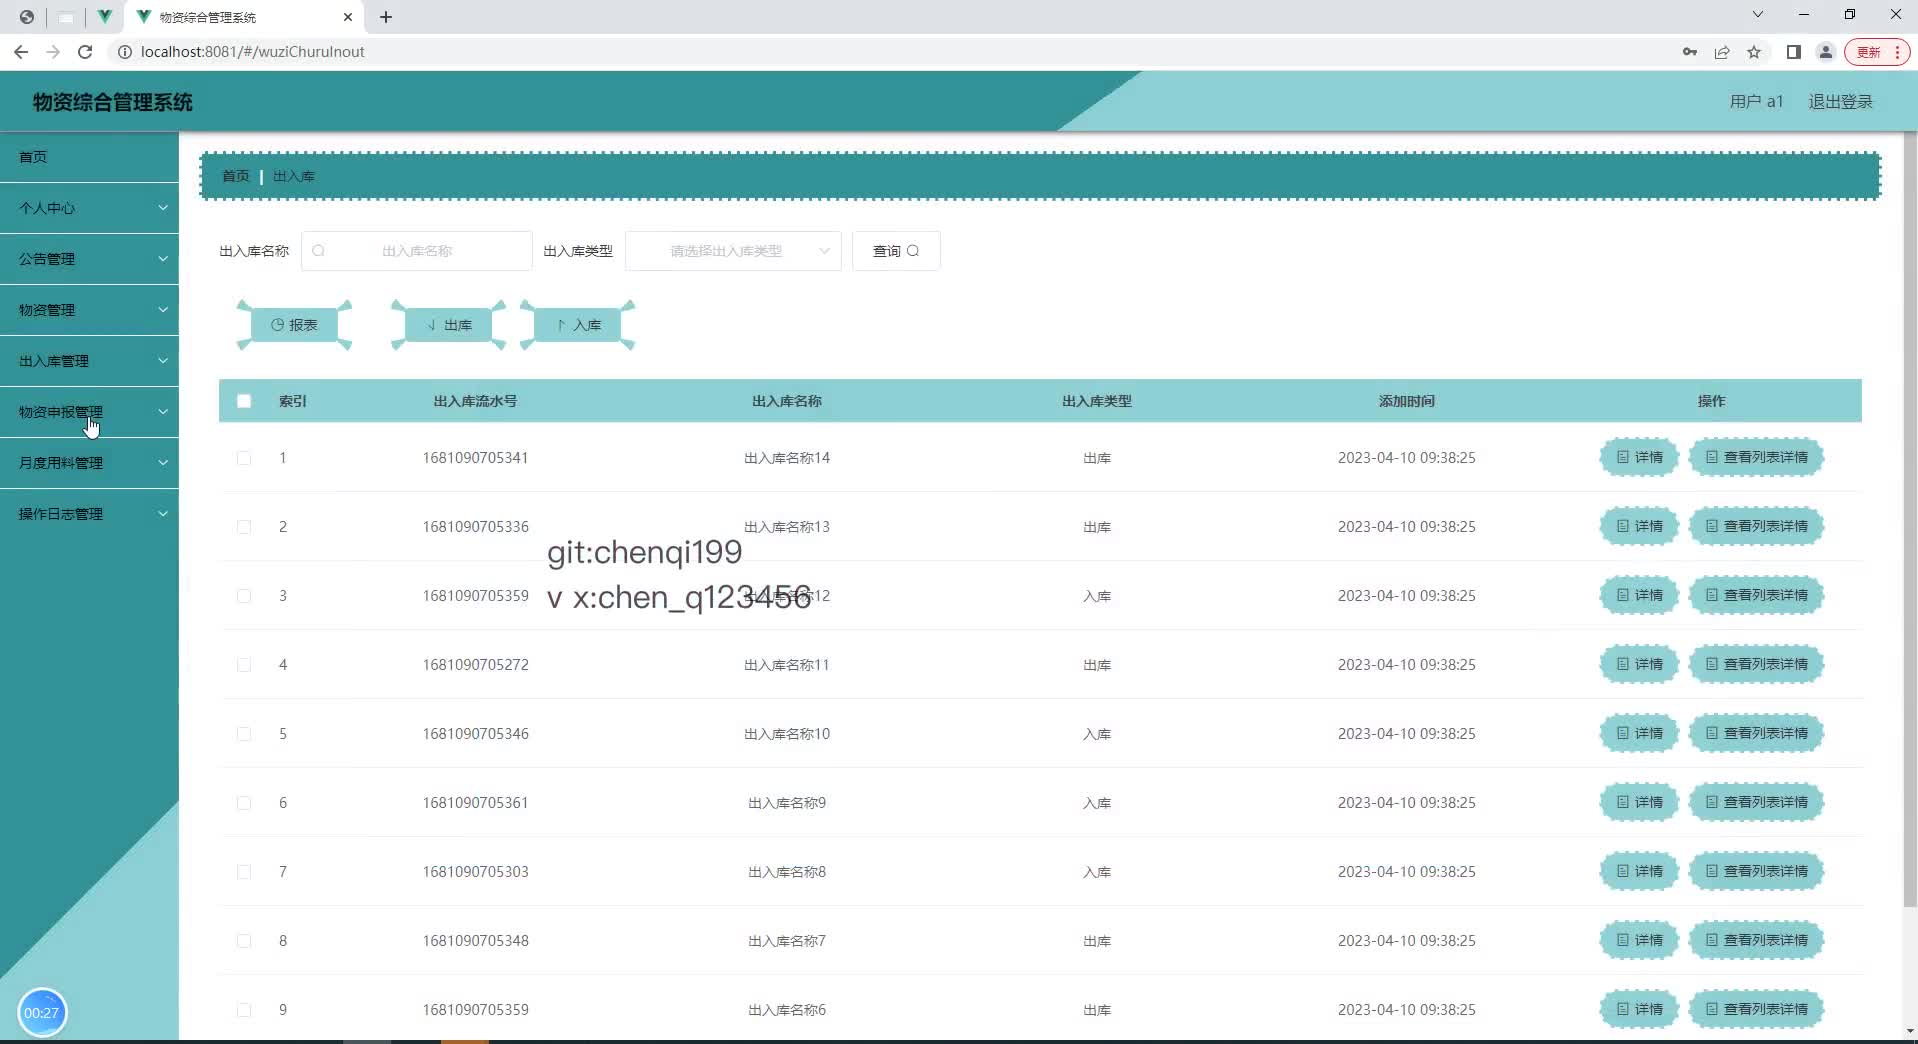 物资综合管理系统
localhost:8081/#/wuziChuruInout
更新
物资综合管理系统
用户 a1 退出登录
首页
个人中心
公告管理
物资管理
出入库管理
物资申报管理
月度用料管理
操作日志管理
首页 | 出入库
出入库名称 出入库名称 出入库类型 请选择出入库类型 查询
报表 出库 入库
索引 出入库流水号 出入库名称 出入库类型 添加时间 操作
1 1681090705341 出入库名称14 出库 2023-04-10 09:38:25 详情 查看列表详情
2 1681090705336 出入库名称13 出库 2023-04-10 09:38:25 详情 查看列表详情
git:chenqi199
3 1681090705359 出入库名称12 入库 2023-04-10 09:38:25 详情 查看列表详情
v x:chen_q123456
4 1681090705272 出入库名称11 出库 2023-04-10 09:38:25 详情 查看列表详情
5 1681090705346 出入库名称10 入库 2023-04-10 09:38:25 详情 查看列表详情
6 1681090705361 出入库名称9 入库 2023-04-10 09:38:25 详情 查看列表详情
7 1681090705303 出入库名称8 入库 2023-04-10 09:38:25 详情 查看列表详情
8 1681090705348 出入库名称7 出库 2023-04-10 09:38:25 详情 查看列表详情
9 1681090705359 出入库名称6 出库 2023-04-10 09:38:25 详情 查看列表详情
00:27